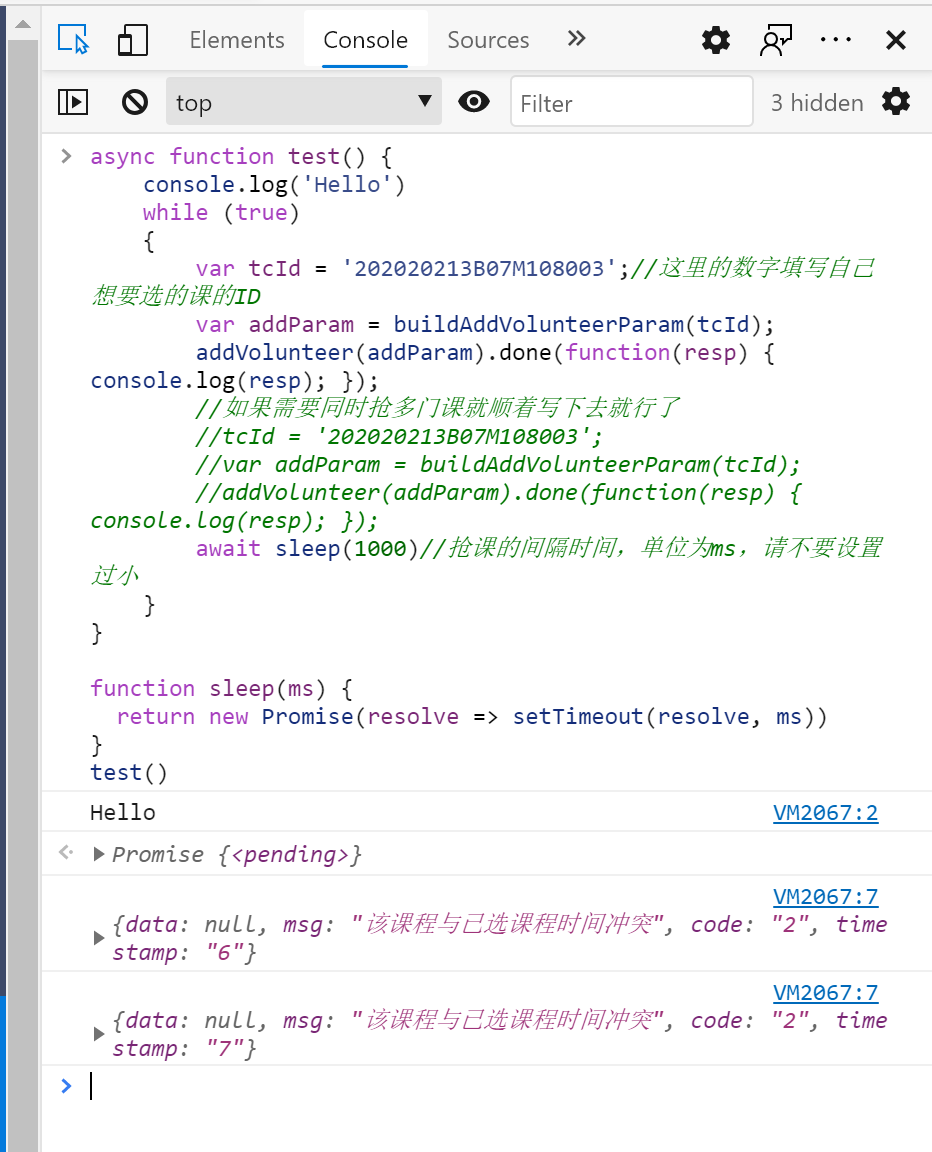 Elements Console Sources
top Filter 3 hidden
async function test() {
console.log('Hello')
while (true)
{
var tcId = '202020213B07M108003';//这里的数字填写自己
想要选的课的ID
var addParam = buildAddVolunteerParam(tcId);
addVolunteer(addParam).done(function(resp) {
console.log(resp); });
//如果需要同时抢多门课就顺着写下去就行了
//tcId = '202020213B07M108003';
//var addParam = buildAddVolunteerParam(tcId);
//addVolunteer(addParam).done(function(resp) {
console.log(resp); });
await sleep(1000)//抢课的间隔时间，单位为ms，请不要设置
过小
}
}
function sleep(ms) {
return new Promise(resolve => setTimeout(resolve, ms))
}
test()
Hello VM2067:2
Promise {<pending>}
VM2067:7
{data: null, msg: "该课程与已选课程时间冲突", code: "2", time
stamp: "6"}
VM2067:7
{data: null, msg: "该课程与已选课程时间冲突", code: "2", time
stamp: "7"}